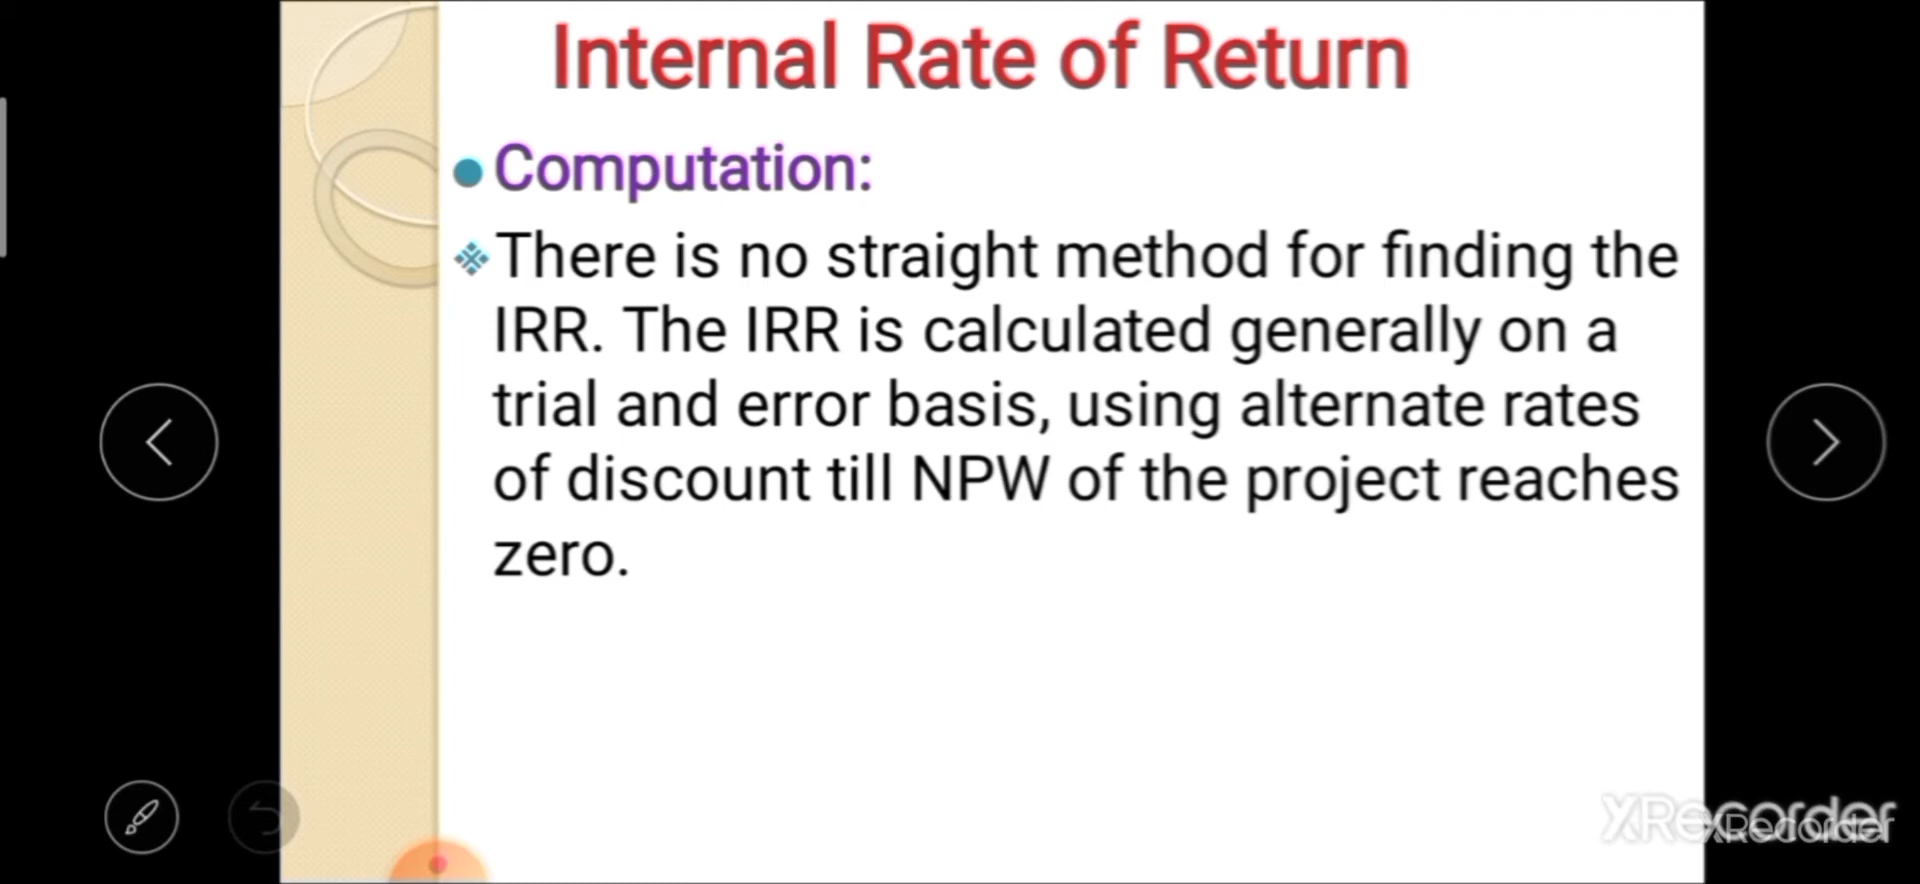 Internal Rate of Return
Computation:
There is no straight method for finding the
IRR. The IRR is calculated generally on a
trial and error basis, using alternate rates
of discount till NPW of the project reaches
zero.
XRecorder
XRecorder